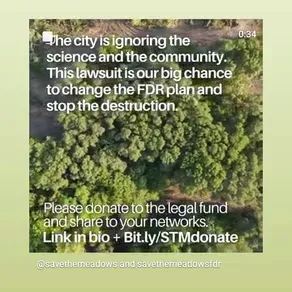 The city is ignoring the
0:34
science and the community.
This lawsuit is our big chance
to change the FDR plan and
stop the destruction.
Please donate to the legal fund
and share to your networks.
Link in bio + Bit.ly/STMdonate
@savethemeadows and savethemeadowsfdr